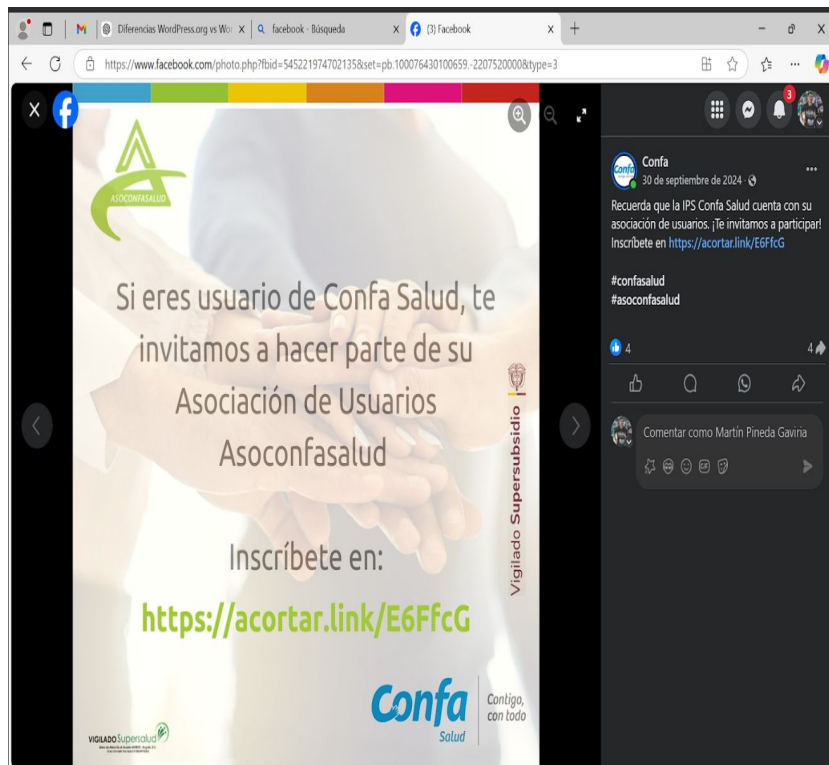 Diferencias WordPress.org vs Wor
facebook - Búsqueda
(3) Facebook
https://www.facebook.com/photo.php?fbid=545221974702135&set=pb.100076430100659.-2207520000&type=3
3
ASOCONFASALUD
Si eres usuario de Confa Salud, te
invitamos a hacer parte de su
Asociación de Usuarios
Asoconfasalud
Inscríbete en:
https://acortar.link/E6FfcG
Vigilado Supersubsidio
VIGILADO Supersalud
Confa
Salud
Contigo,
con todo
Confa
Confa
30 de septiembre de 2024 ·
Recuerda que la IPS Confa Salud cuenta con su
asociación de usuarios. ¡Te invitamos a participar!
Inscríbete en https://acortar.link/E6FfcG
#confasalud
#asoconfasalud
4
4
Comentar como Martín Pineda Gaviria
GIF